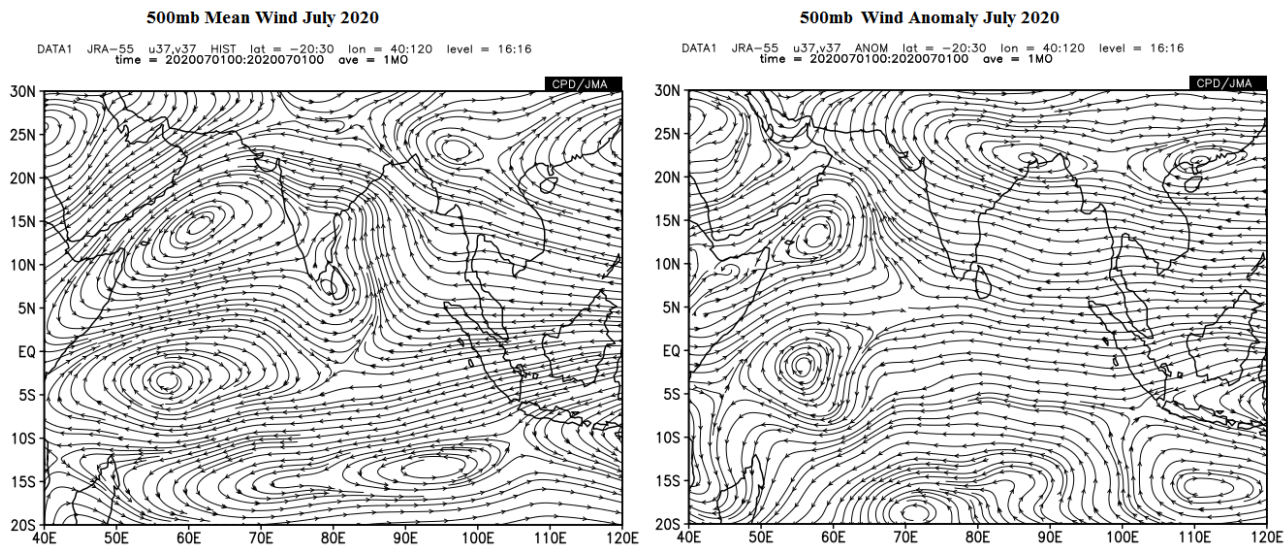 500mb Mean Wind July 2020
DATA1 JRA-55 u37,v37 HIST lat = -20:30 lon = 40:120 level = 16:16
time = 2020070100:2020070100 ave = 1MO
CPD/JMA
30N
25N
20N
15N
10N
5N
EQ
5S
10S
15S
20S
40E 50E 60E 70E 80E 90E 100E 110E 120E
500mb Wind Anomaly July 2020
DATA1 JRA-55 u37,v37 ANOM lat = -20:30 lon = 40:120 level = 16:16
time = 2020070100:2020070100 ave = 1MO
CPD/JMA
30N
25N
20N
15N
10N
5N
EQ
5S
10S
15S
20S
40E 50E 60E 70E 80E 90E 100E 110E 120E